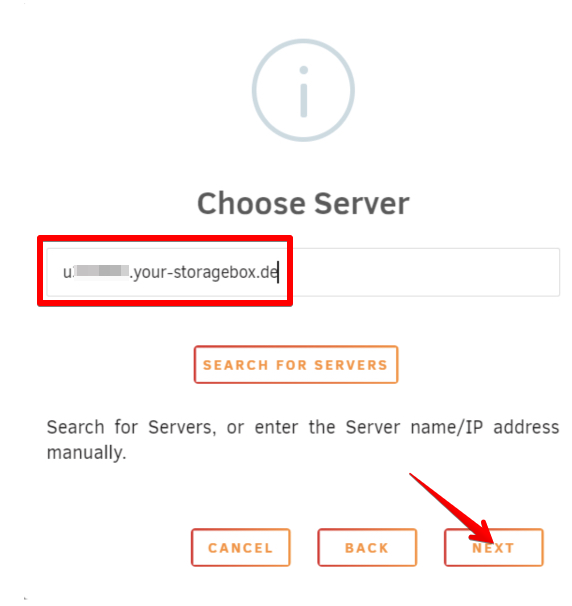 Choose Server
.your-storagebox.de
SEARCH FOR SERVERS
Search for Servers, or enter the Server name/IP address
manually.
CANCEL BACK NEXT